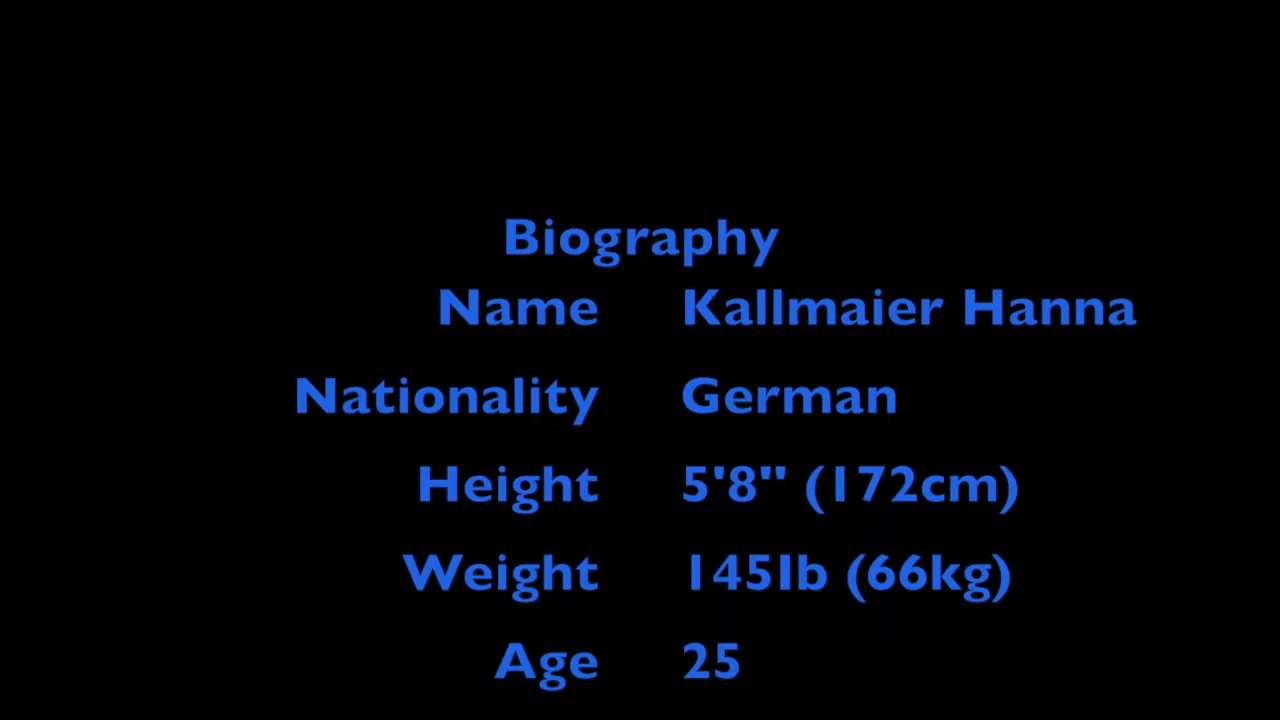 Biography
Name Kallmaier Hanna
Nationality German
Height 5'8" (172cm)
Weight 145lb (66kg)
Age 25